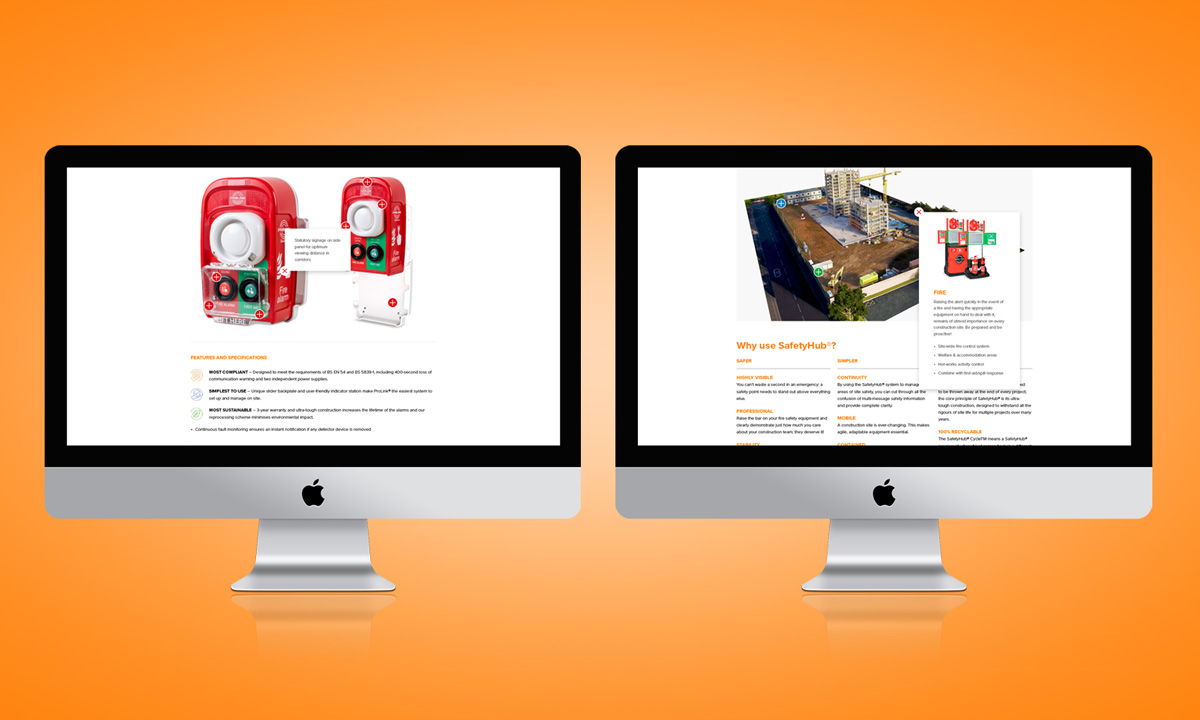 Statutory signage on side
panel for optimum
viewing distance in
corridors
Fire
alarm
FEATURES AND SPECIFICATIONS
MOST COMPLIANT – Designed to meet the requirements of BS EN 54 and BS 5839-1, including 400-second loss of
communication warning and two independent power supplies.
SIMPLEST TO USE – Unique slider backplate and user-friendly indicator station make ProLink® the easiest system to
set up and manage on site.
MOST SUSTAINABLE – 3-year warranty and ultra-tough construction increases the lifetime of the alarms and our
reprocessing scheme minimises environmental impact.
• Continuous fault monitoring ensures an instant notification if any detector device is removed
FIRE
Raising the alert quickly in the event of
a fire and having the appropriate
equipment on hand to deal with it,
remains of utmost importance on every
construction site. Be prepared and be
proactive!
• Site-wide fire control system
• Welfare & accommodation areas
• Hot-works activity control
• Combine with first-aid/spill response
Why use SafetyHub®?
SAFER
HIGHLY VISIBLE
You can't waste a second in an emergency; a
safety point needs to stand out above everything
else.
PROFESSIONAL
Raise the bar on your fire safety equipment and
clearly demonstrate just how much you care
about your construction team; they deserve it!
STABILITY
SIMPLER
CONTINUITY
By using the SafetyHub® system to manage
areas of site safety, you can cut through all the
confusion of multi-message safety information
and provide complete clarity.
MOBILE
A construction site is ever-changing. This makes
agile, adaptable equipment essential.
CONTAINED
to be thrown away at the end of every project,
the core principle of SafetyHub® is its ultra-
tough construction, designed to withstand all the
rigours of site life for multiple projects over many
years.
100% RECYCLABLE
The SafetyHub® CycleTM means a SafetyHub®